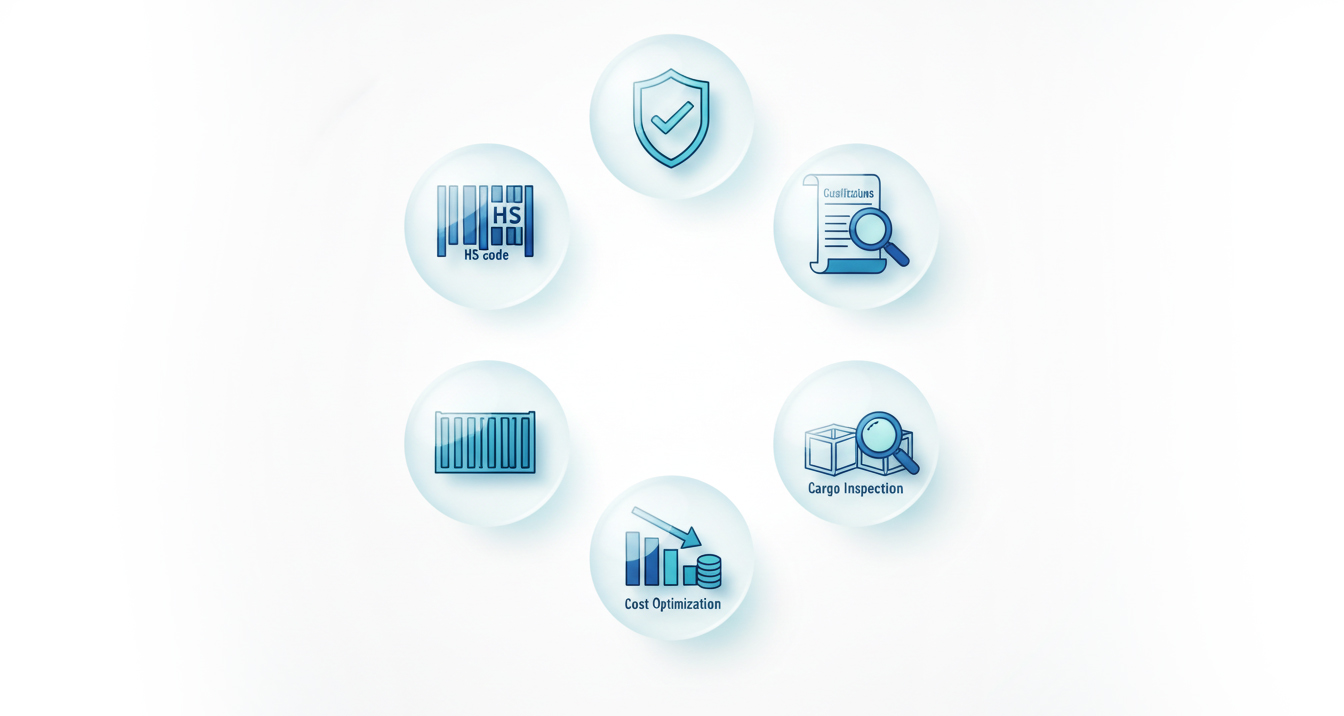 HS
HS code
Cargo Inspection
Cost Optimization